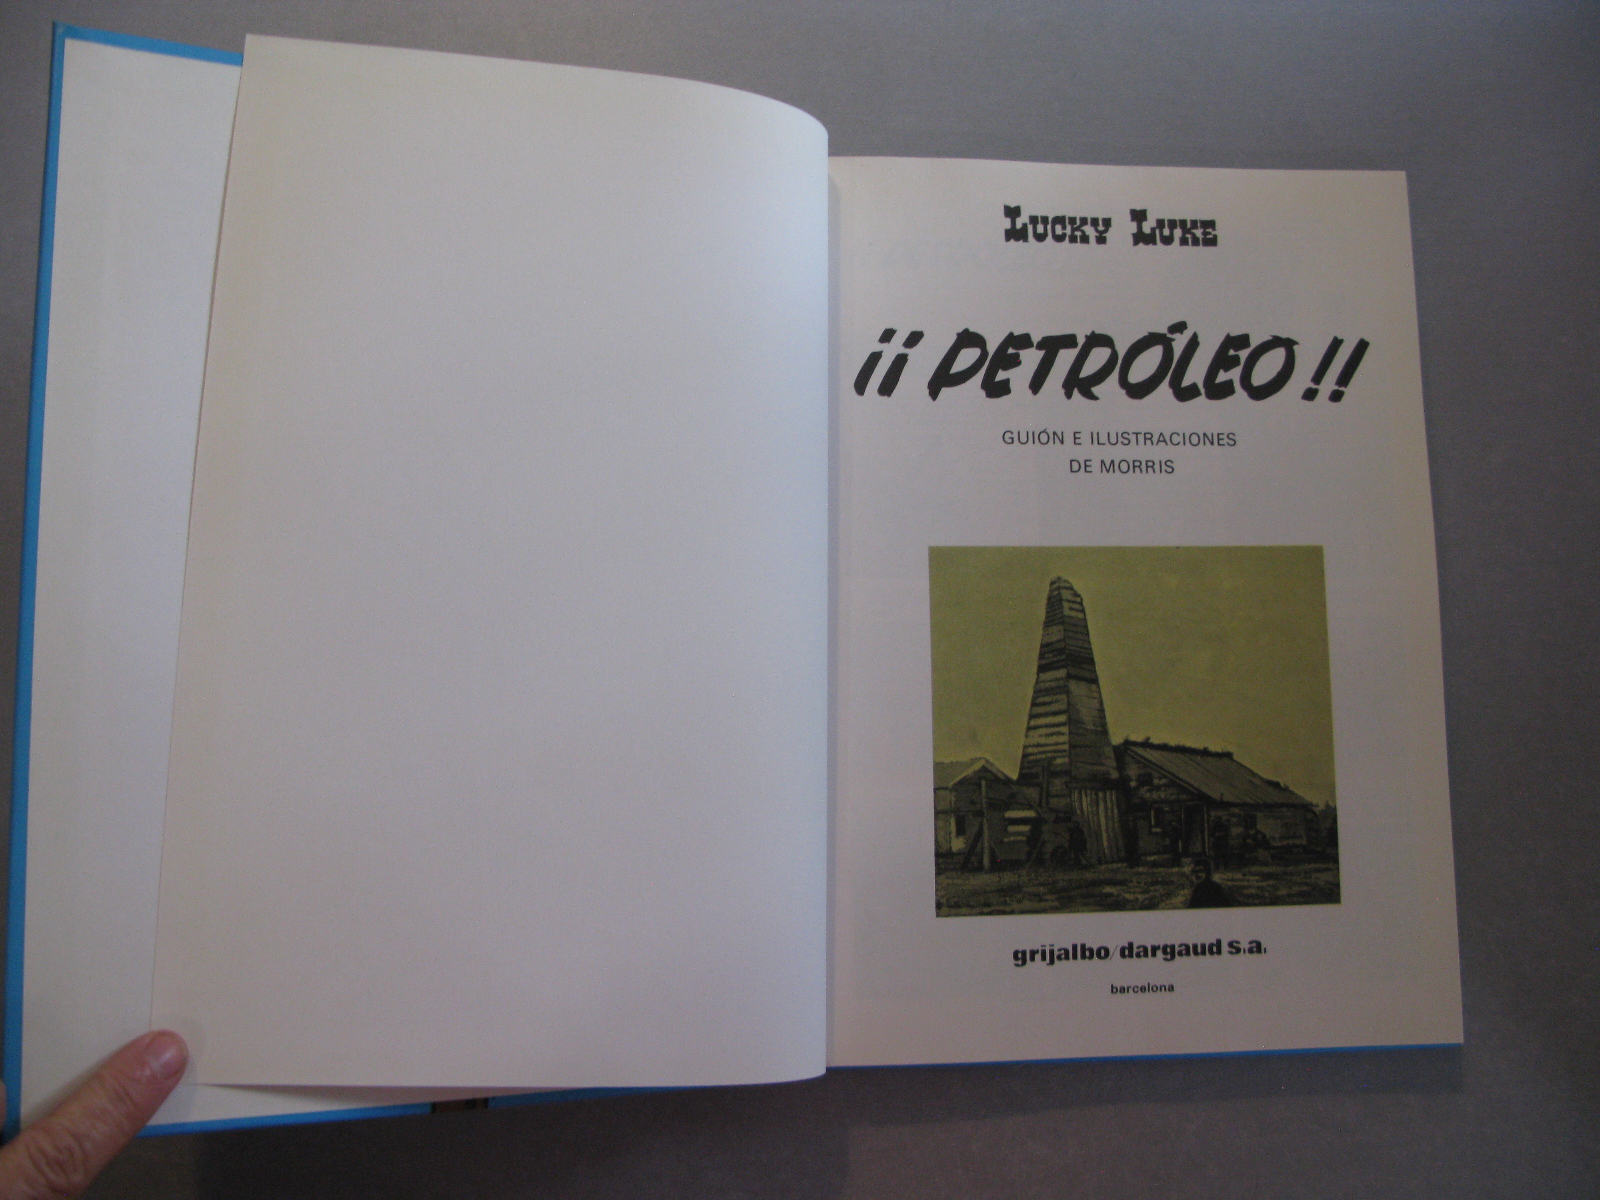 LUCKY LUKE
¡¡PETRÓLEO!!
GUIÓN E ILUSTRACIONES
DE MORRIS
grijalbo/dargaud s.a.
barcelona